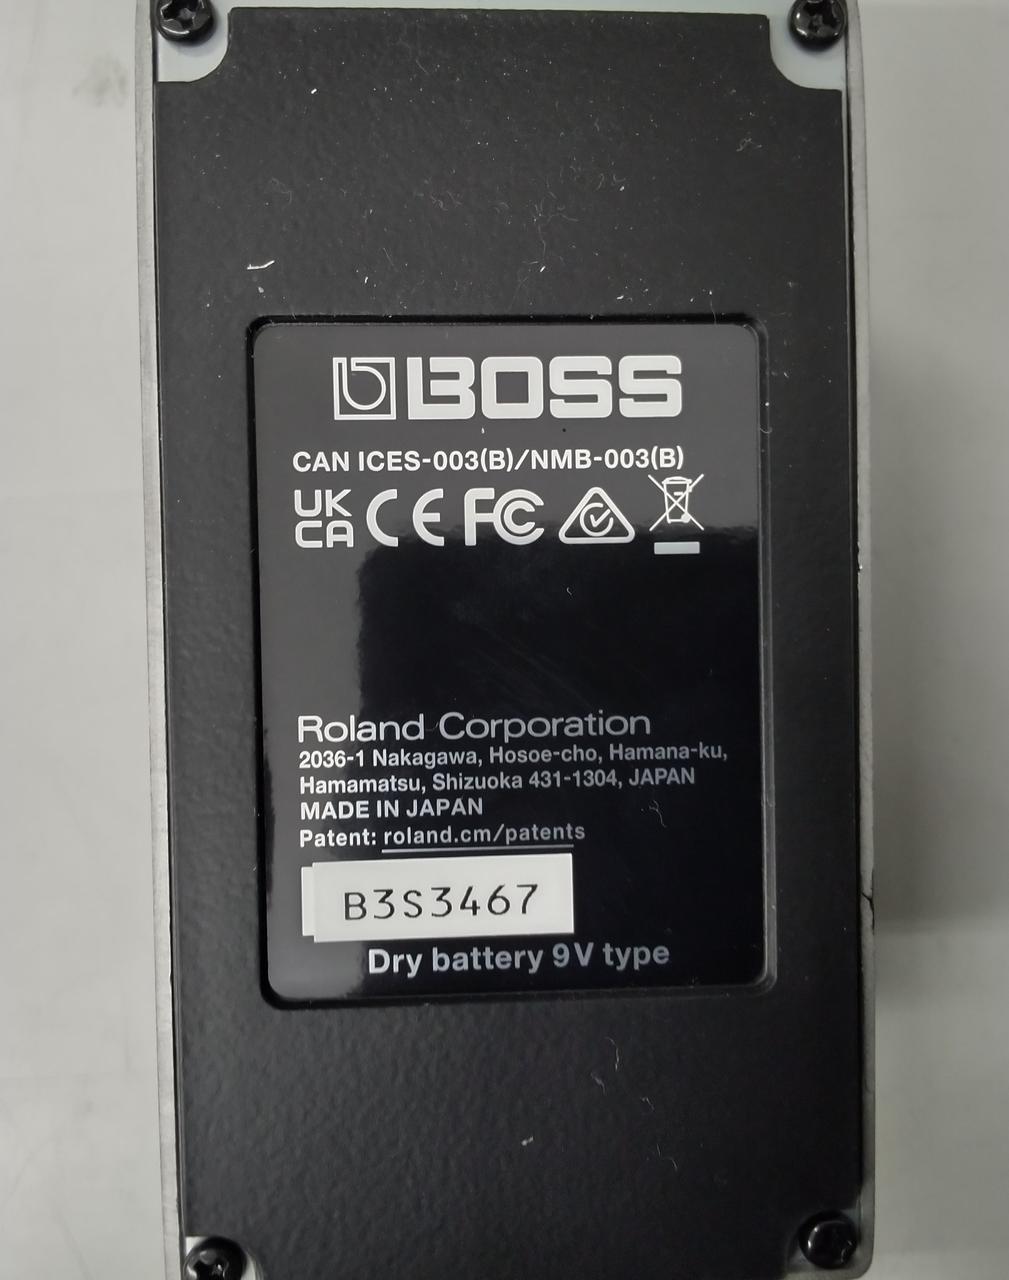 BOSS
CAN ICES-003(B)/NMB-003(B)
UK
CA CE FC
Roland Corporation
2036-1 Nakagawa, Hosoe-cho, Hamana-ku,
Hamamatsu, Shizuoka 431-1304, JAPAN
MADE IN JAPAN
Patent: roland.cm/patents
B3S3467
Dry battery 9V type